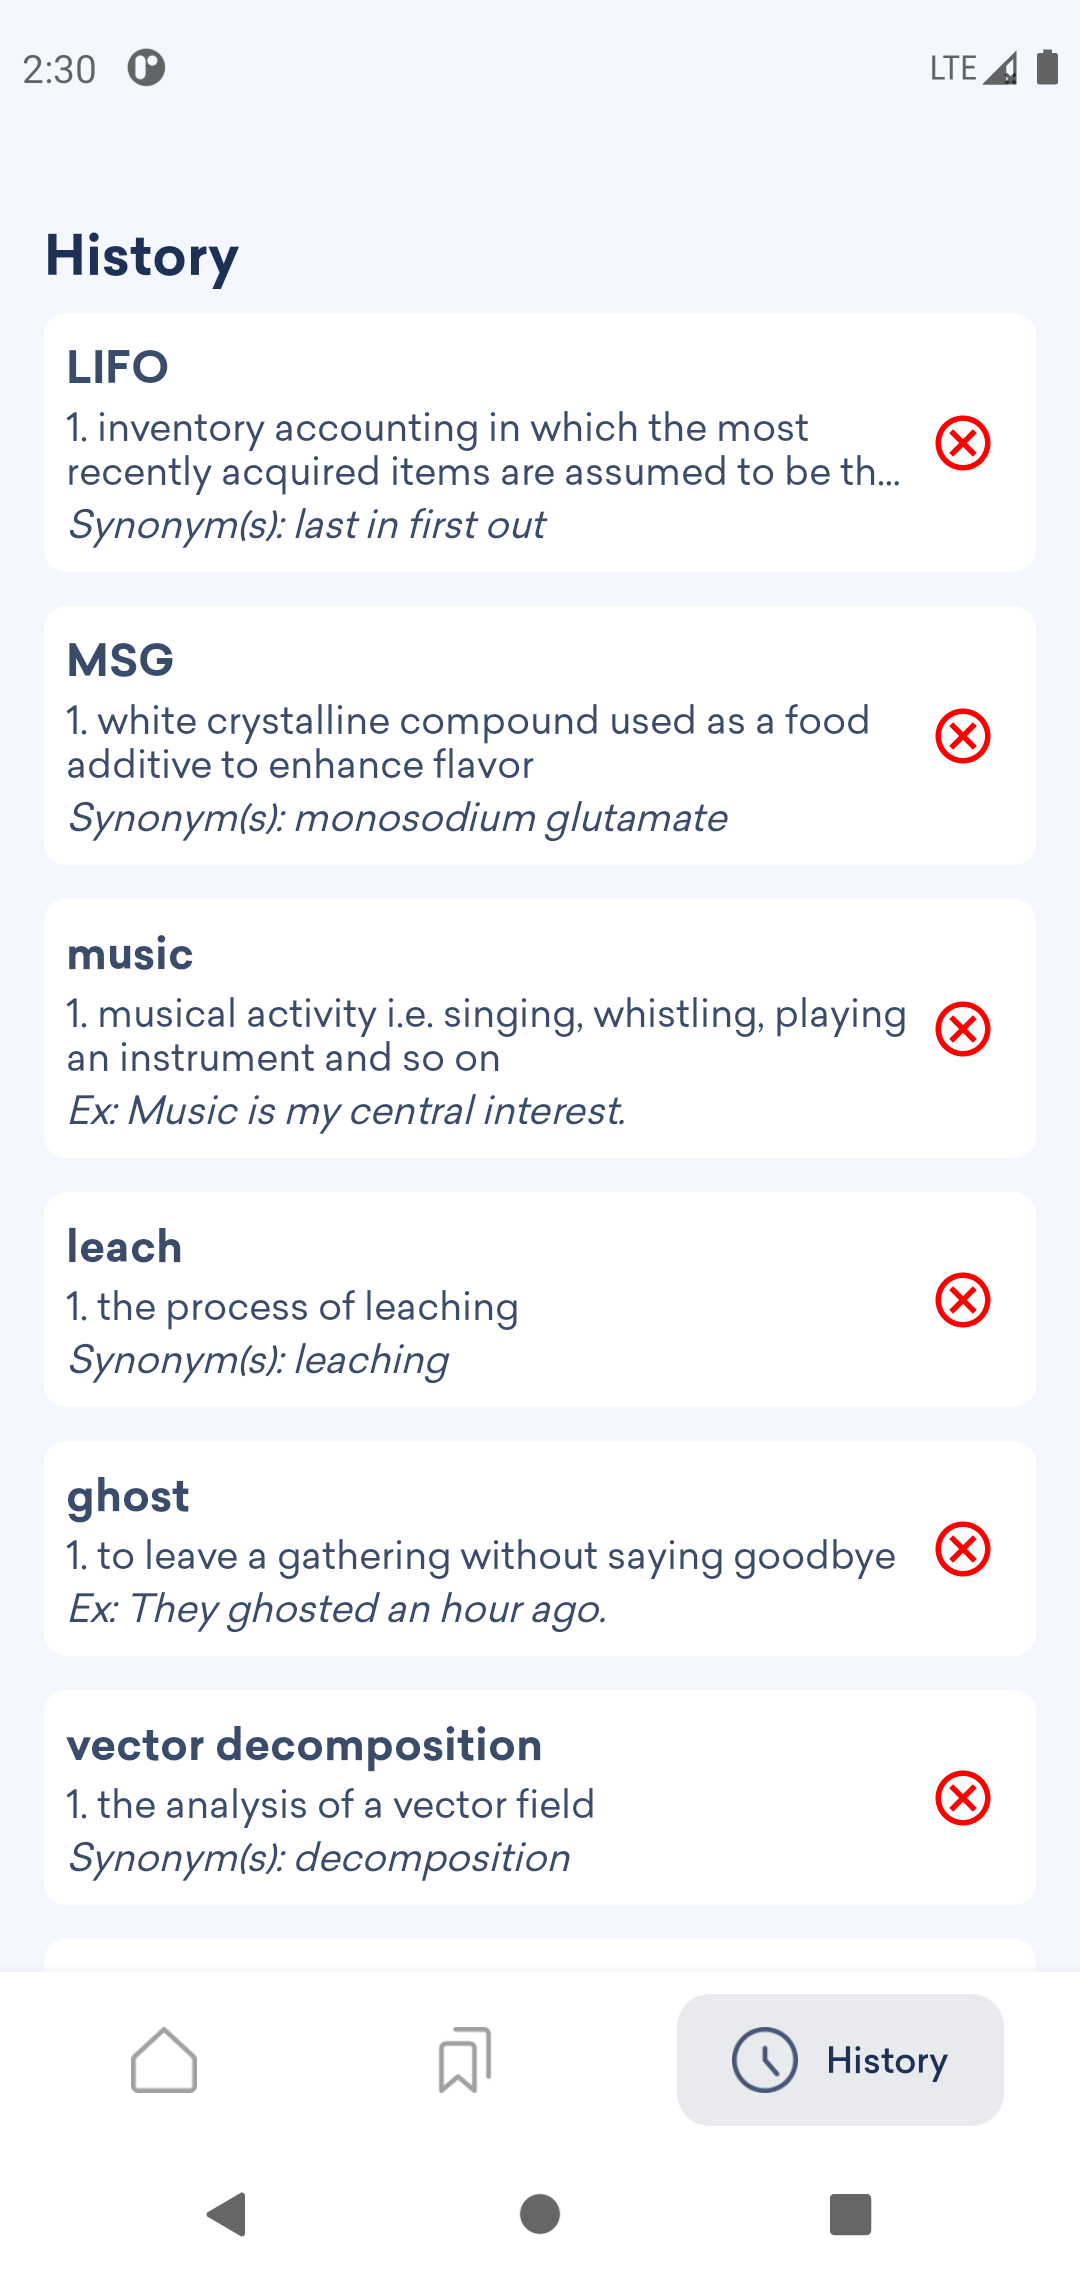 2:30
LTE
History
LIFO
1. inventory accounting in which the most
recently acquired items are assumed to be th...
Synonym(s): last in first out
MSG
1. white crystalline compound used as a food
additive to enhance flavor
Synonym(s): monosodium glutamate
music
1. musical activity i.e. singing, whistling, playing
an instrument and so on
Ex: Music is my central interest.
leach
1. the process of leaching
Synonym(s): leaching
ghost
1. to leave a gathering without saying goodbye
Ex: They ghosted an hour ago.
vector decomposition
1. the analysis of a vector field
Synonym(s): decomposition
History